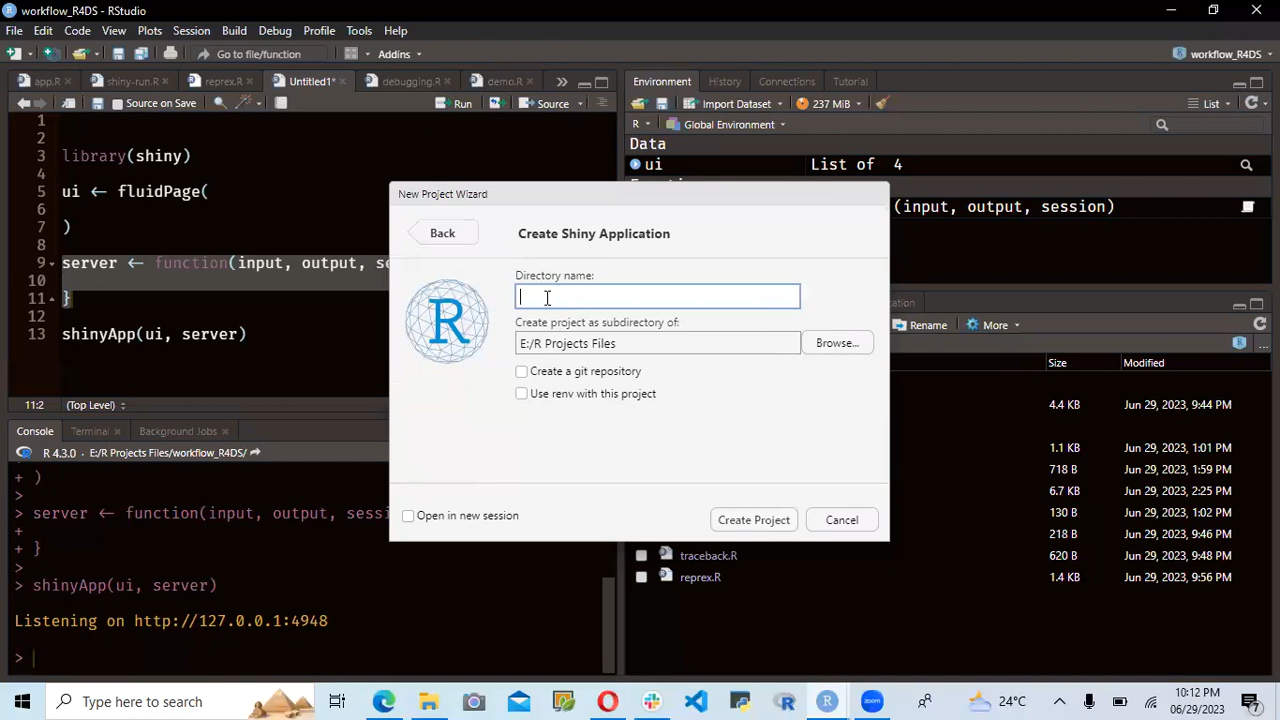 workflow_R4DS - RStudio
File Edit Code View Plots Session Build Debug Profile Tools Help
Go to file/function Addins workflow_R4DS
app.R shiny-run.R reprex.R Untitled1* debugging.R demo.R
Source on Save Run Source
1
2
3 library(shiny)
4
5 ui ← fluidPage(
6
7 )
8
9 server ← function(input, output, se
10
11 }
12
13 shinyApp(ui, server)
11:2 (Top Level)
Console Terminal Background Jobs
R 4.3.0 · E:/R Projects Files/workflow_R4DS/
+ )
>
> server ← function(input, output, sessi
+
+ }
>
> shinyApp(ui, server)
Listening on http://127.0.0.1:4948
>
Environment History Connections Tutorial
Import Dataset 237 MiB List
R Global Environment
Data
ui List of 4
(input, output, session)
Rename More
Size Modified
4.4 KB Jun 29, 2023, 9:44 PM
1.1 KB Jun 29, 2023, 1:01 PM
718 B Jun 29, 2023, 1:59 PM
6.7 KB Jun 29, 2023, 2:25 PM
130 B Jun 29, 2023, 1:02 PM
218 B Jun 29, 2023, 9:46 PM
traceback.R 620 B Jun 29, 2023, 9:48 PM
reprex.R 1.4 KB Jun 29, 2023, 9:56 PM
New Project Wizard
Back Create Shiny Application
R
Directory name:
Create project as subdirectory of:
E:/R Projects Files Browse...
Create a git repository
Use renv with this project
Open in new session Create Project Cancel
Type here to search 24°C 10:12 PM
06/29/2023
zoom
7